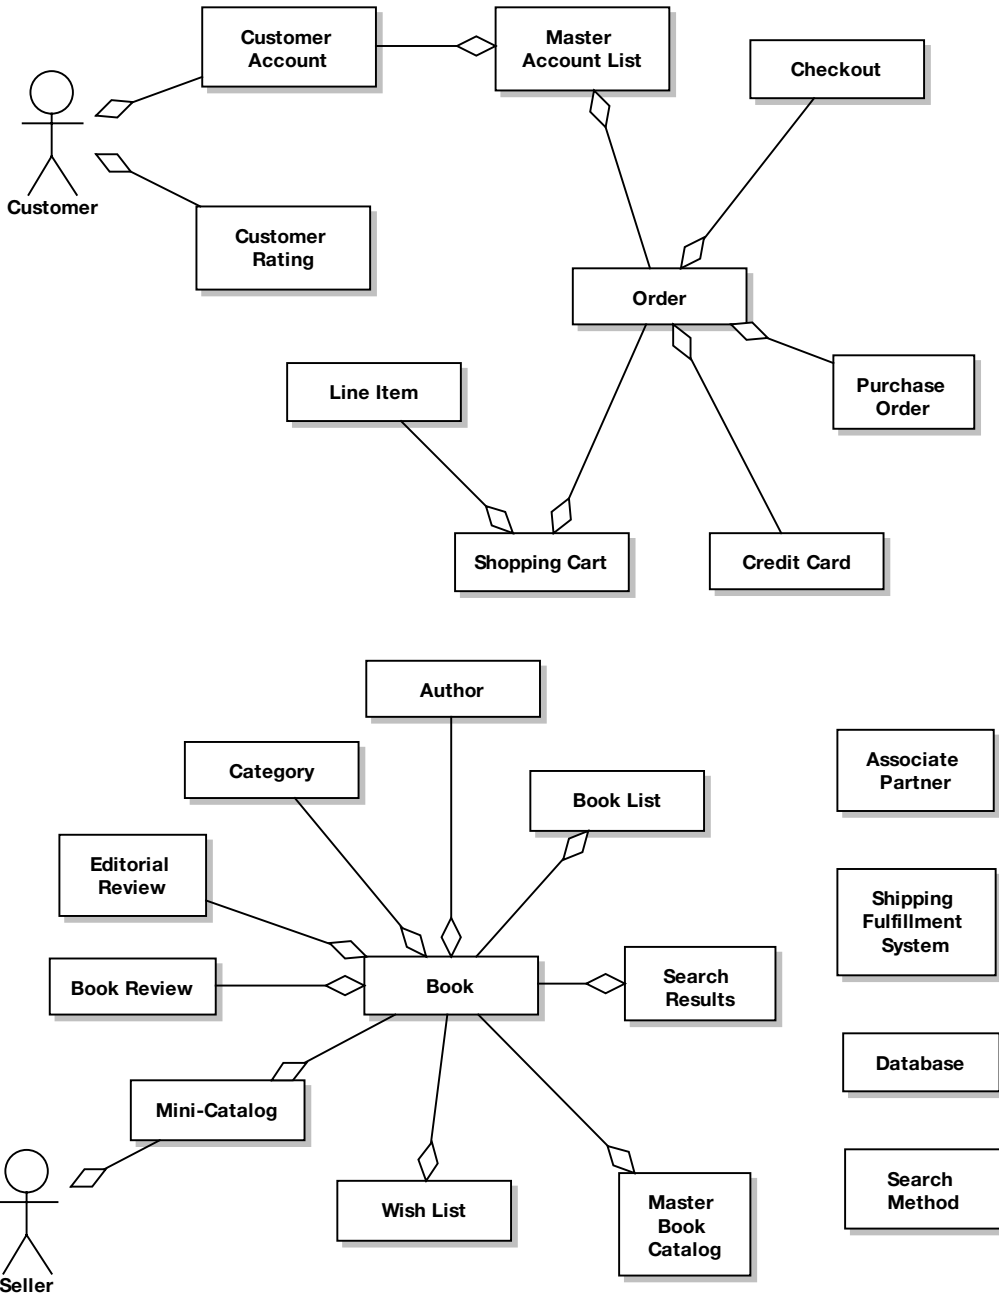 Customer
Account
Master
Account List
Checkout
Customer
Customer
Rating
Order
Line Item
Purchase
Order
Shopping Cart
Credit Card
Author
Category
Book List
Associate
Partner
Editorial
Review
Shipping
Fulfillment
System
Book Review
Book
Search
Results
Database
Mini-Catalog
Search
Method
Wish List
Master
Book
Catalog
Seller